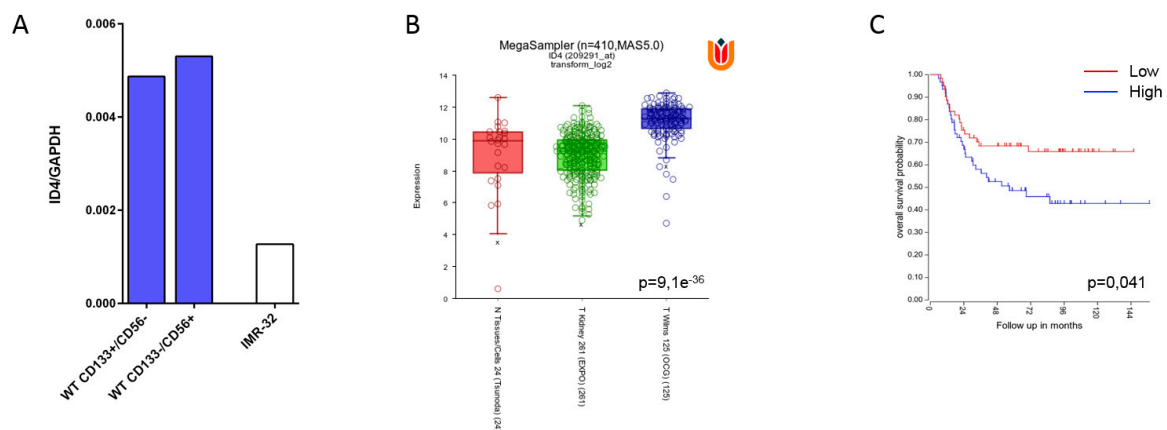 A
0.006
0.004
0.002
0.000
ID4/GAPDH
WT CD133+/CD56-
WT CD133-/CD56+
IMR-32
B
MegaSampler (n=410,MAS5.0)
ID4 (209291_at)
transform_log2
14
12
10
8
6
4
2
0
Expression
x
x
x
p=9,1e-36
N Tissues/Cells 24 (Tsunoda) (24
T Kidney 261 (EXPO) (261)
T Wilms 125 (OCG) (125)
C
Low
High
1.00
0.90
0.80
0.70
0.60
0.50
0.40
0.30
0.20
0.10
0.00
overall survival probability
p=0,041
0
24
48
72
96
120
144
Follow up in months